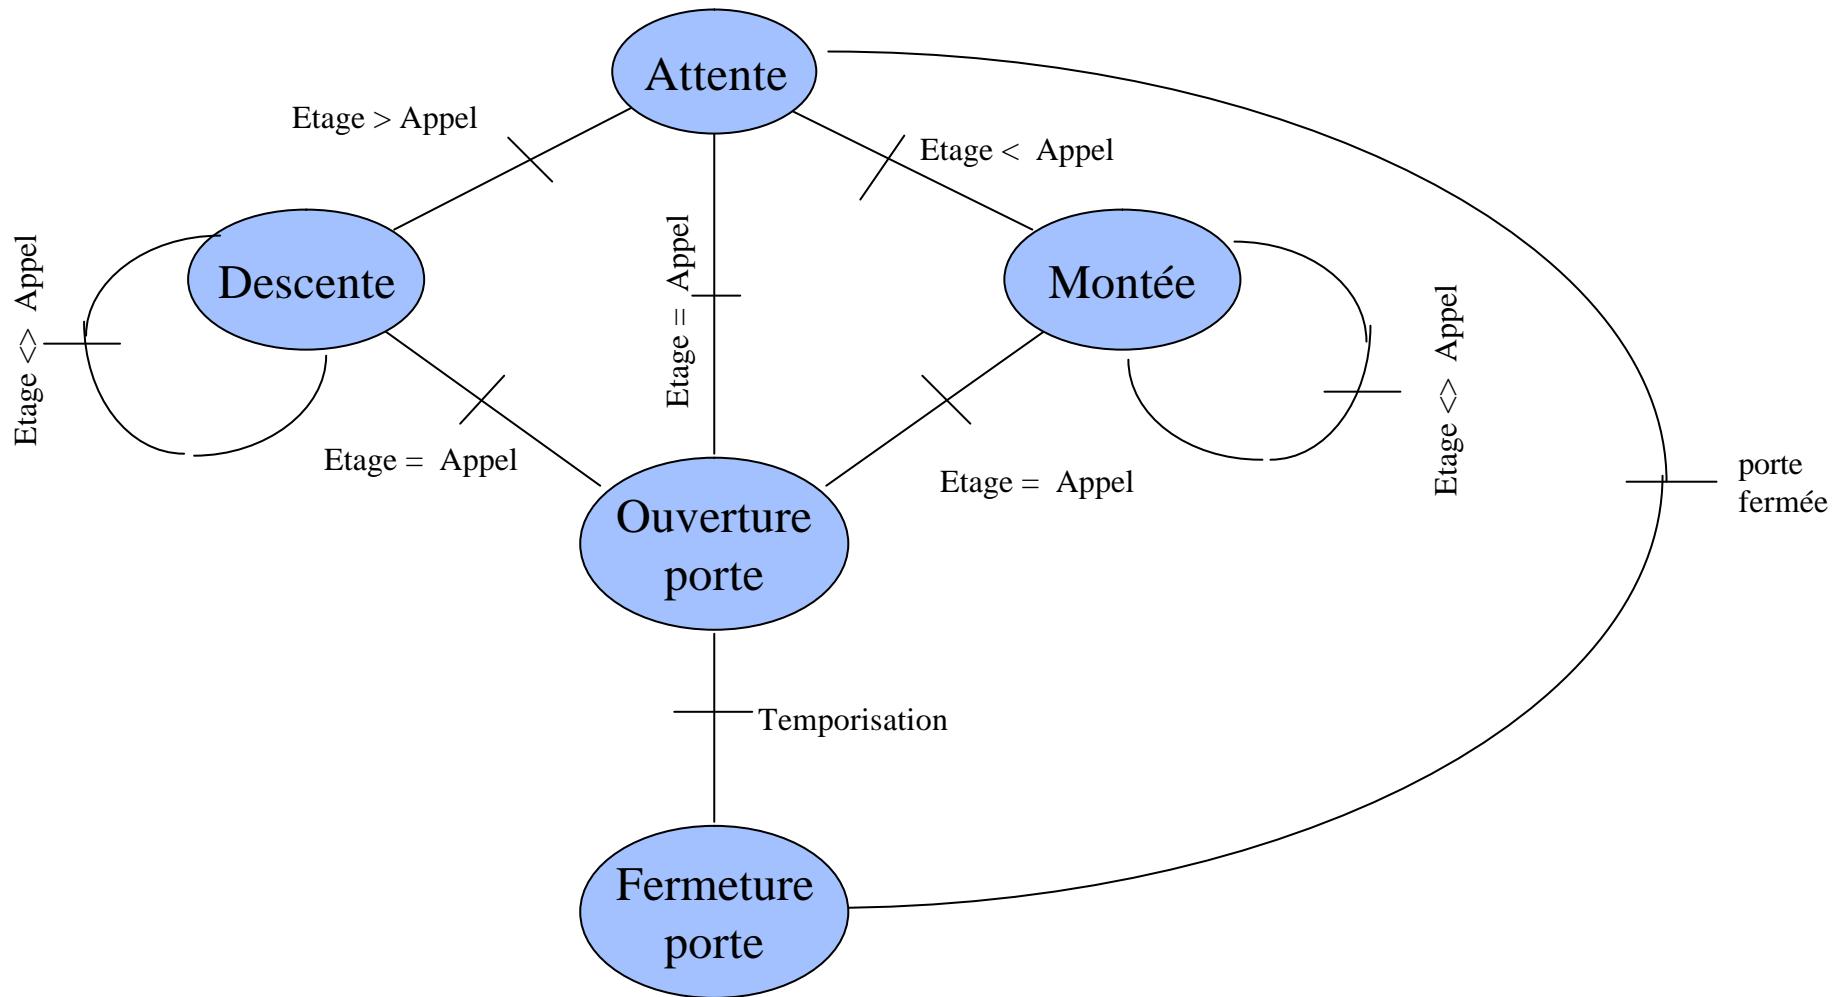 Attente
Etage > Appel
Etage <  Appel
Etage <>  Appel
Descente
Etage =  Appel
Montée
Etage <>  Appel
Etage =  Appel
Etage =  Appel
porte
fermée
Ouverture
porte
Temporisation
Fermeture
porte